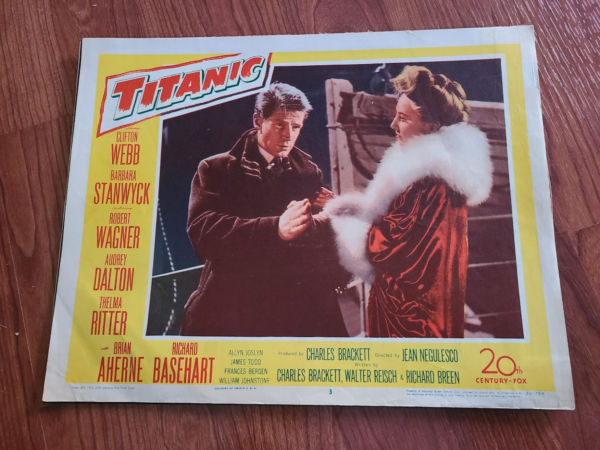 TITANIC
CLIFTON
WEBB
BARBARA
STANWYCK
ROBERT
WAGNER
AUDREY
DALTON
THELMA
RITTER
BRIAN
AHERNE
RICHARD
BASEHART
ALLYN JOSLYN
JAMES TODD
FRANCES BERGEN
WILLIAM JOHNSTONE
Produced by CHARLES BRACKETT Directed by JEAN NEGULESCO
Written by
CHARLES BRACKETT, WALTER REISCH & RICHARD BREEN
20th
CENTURY-FOX
3